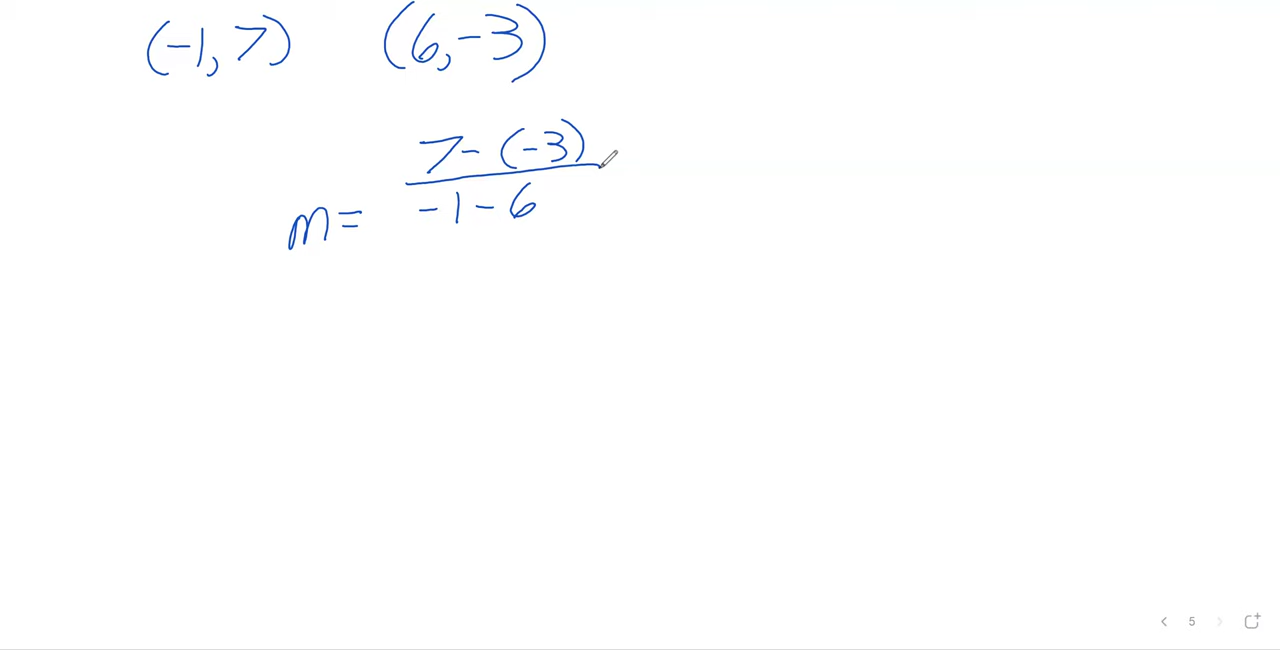 (-1, 7) (6, -3)
7 - (-3)
m = -1 - 6
5